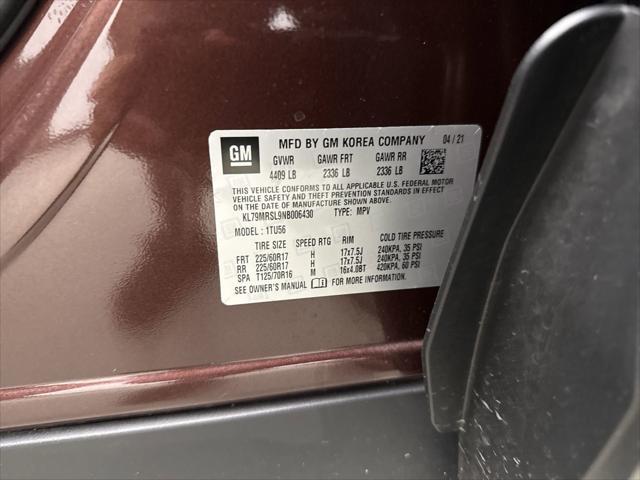 GM
MFD BY GM KOREA COMPANY 04 / 21
GVWR GAWR FRT GAWR RR
4409 LB 2336 LB 2336 LB
THIS VEHICLE CONFORMS TO ALL APPLICABLE U.S. FEDERAL MOTOR
VEHICLE SAFETY AND THEFT PREVENTION STANDARDS IN EFFECT
ON THE DATE OF MANUFACTURE SHOWN ABOVE.
KL79MRSL9NB006430 TYPE: MPV
MODEL: 1TU56
TIRE SIZE SPEED RTG RIM COLD TIRE PRESSURE
FRT 225/60R17 H 17x7.5J 240KPA, 35 PSI
RR 225/60R17 H 17x7.5J 240KPA, 35 PSI
SPA T125/70R16 M 16x4.0BT 420KPA, 60 PSI
SEE OWNER'S MANUAL FOR MORE INFORMATION.